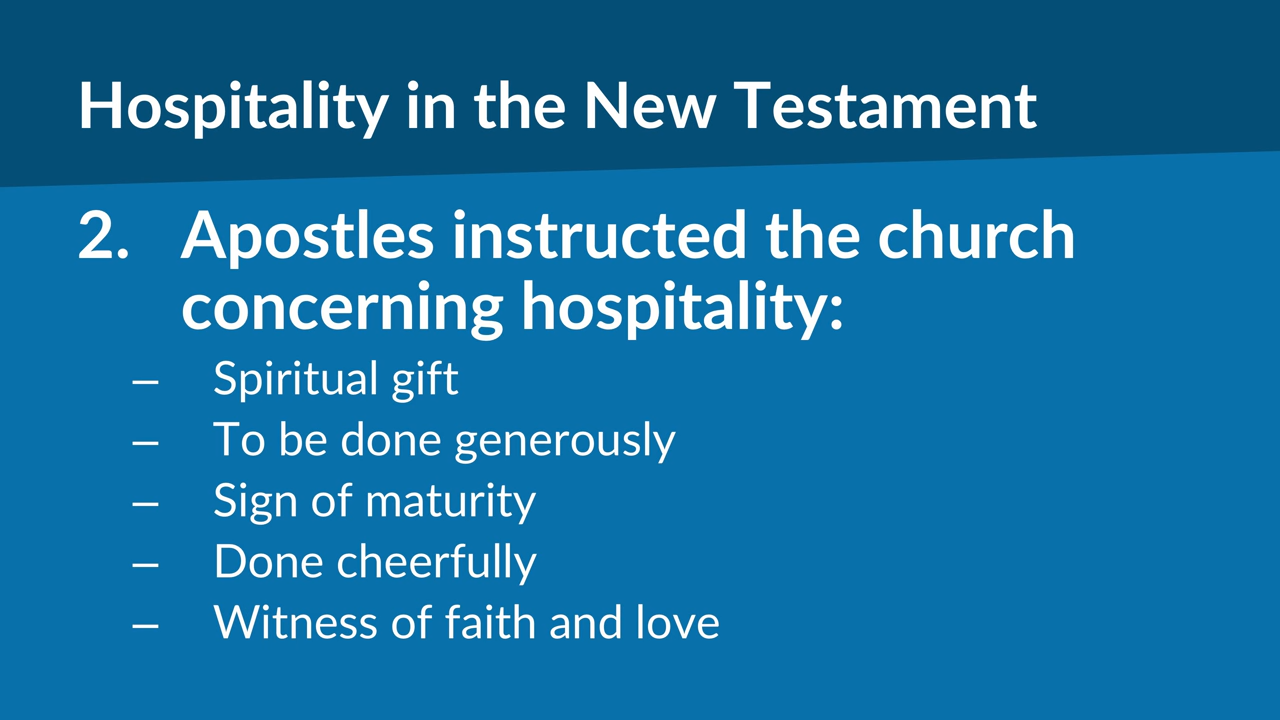 Hospitality in the New Testament
2. Apostles instructed the church
concerning hospitality:
– Spiritual gift
– To be done generously
– Sign of maturity
– Done cheerfully
– Witness of faith and love